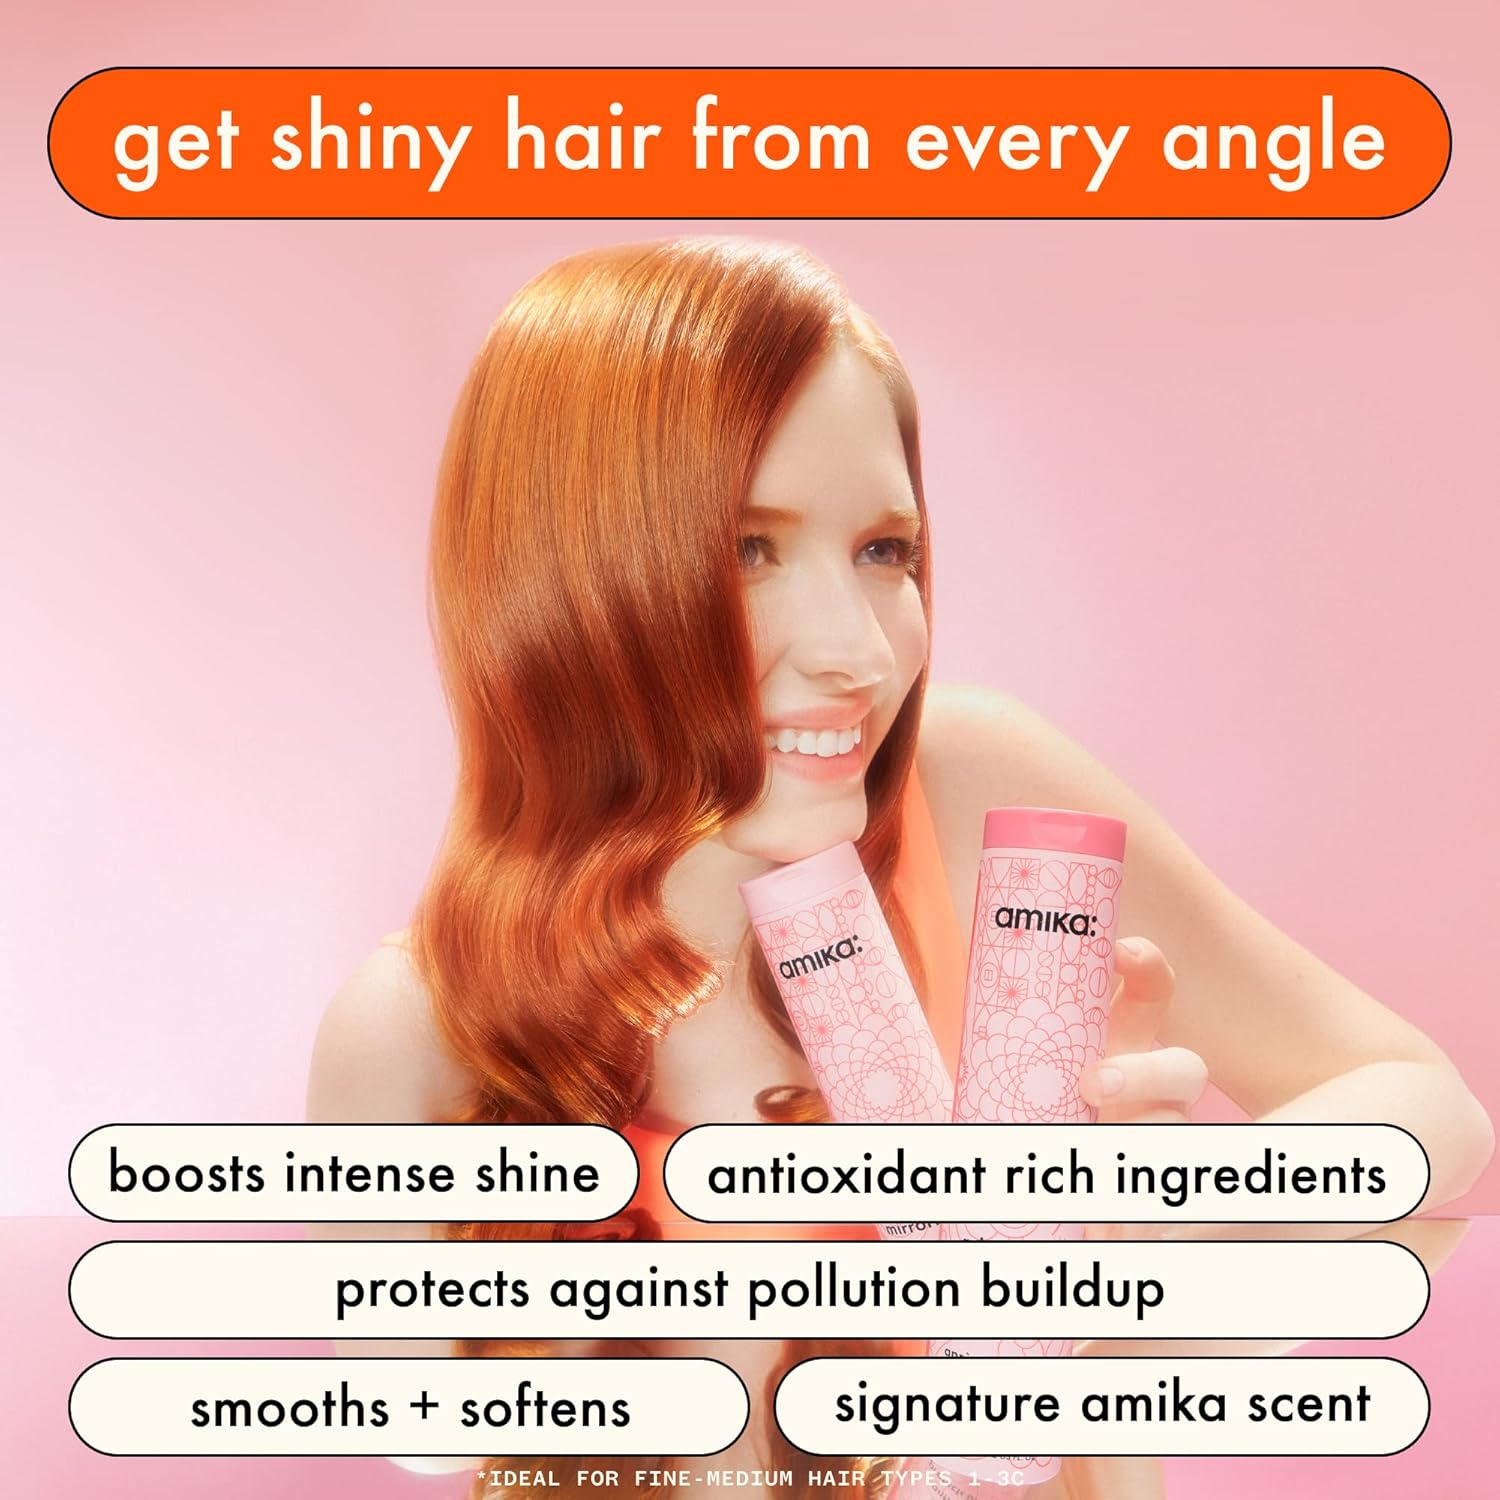 get shiny hair from every angle
amika:
amika:
boosts intense shine
antioxidant rich ingredients
protects against pollution buildup
smooths + softens
signature amika scent
*IDEAL FOR FINE-MEDIUM HAIR TYPES 1-3C